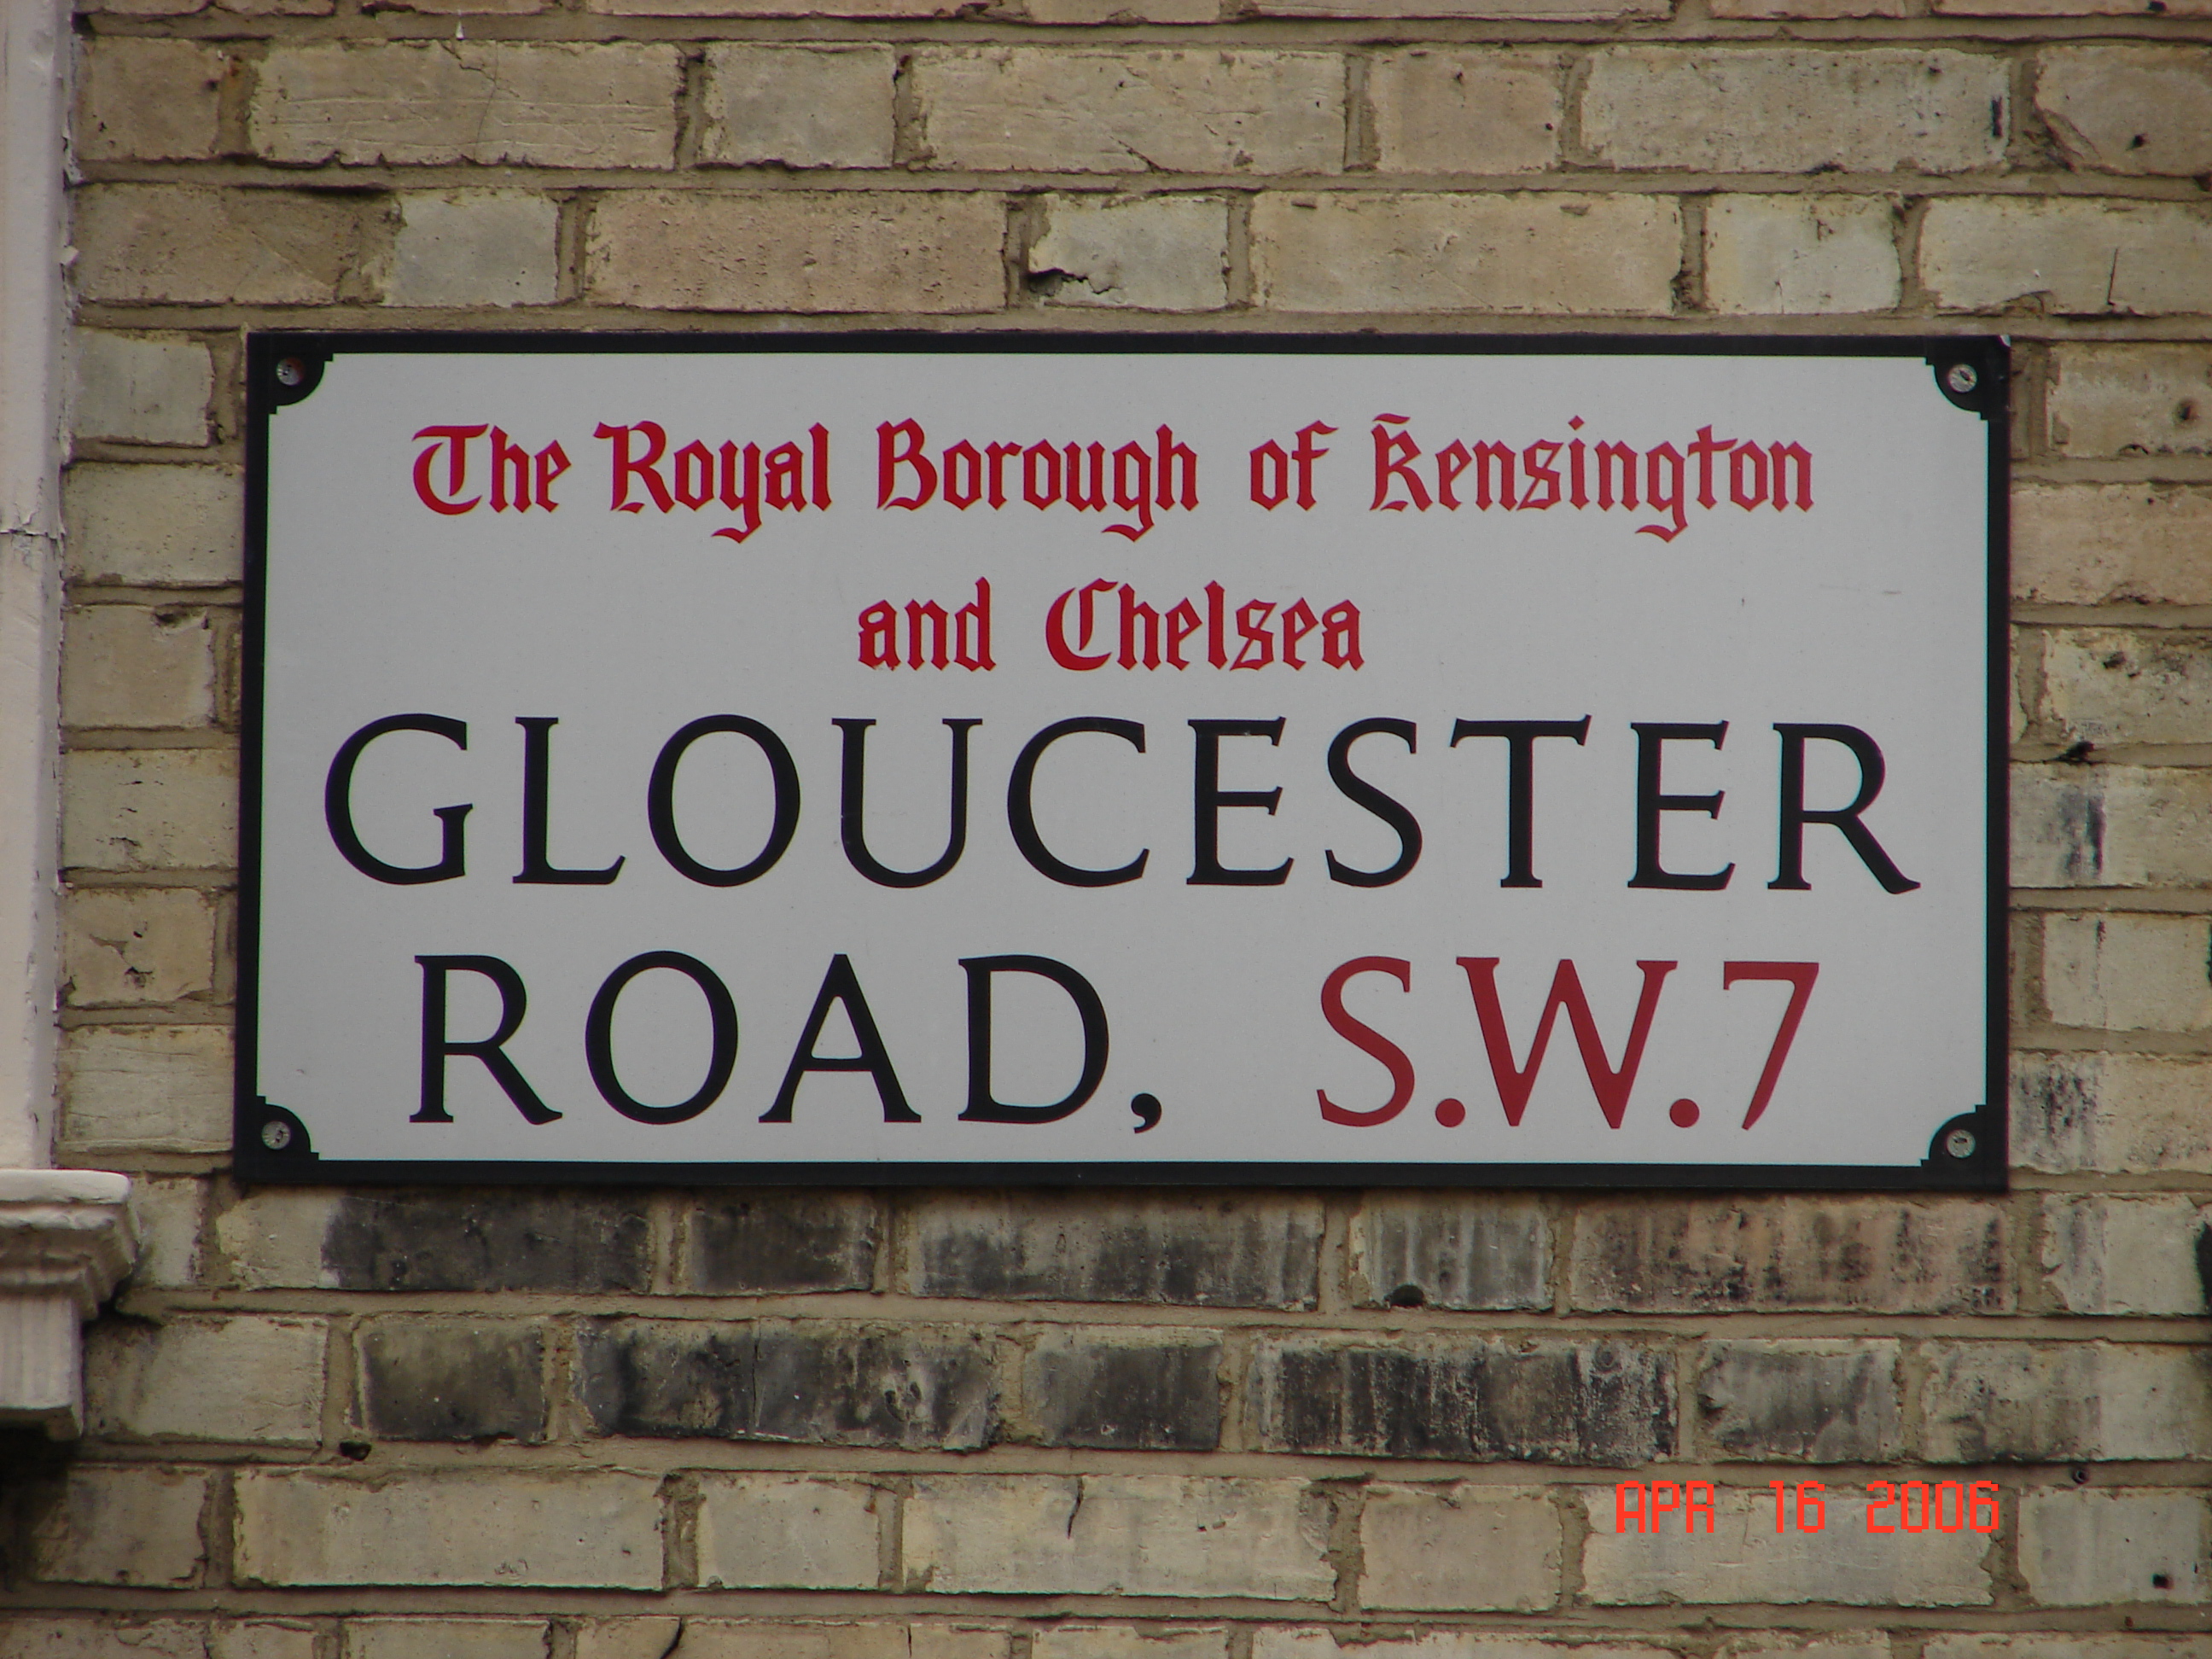 The Royal Borough of Kensington
and Chelsea
GLOUCESTER
ROAD, S.W.7
APR 16 2006